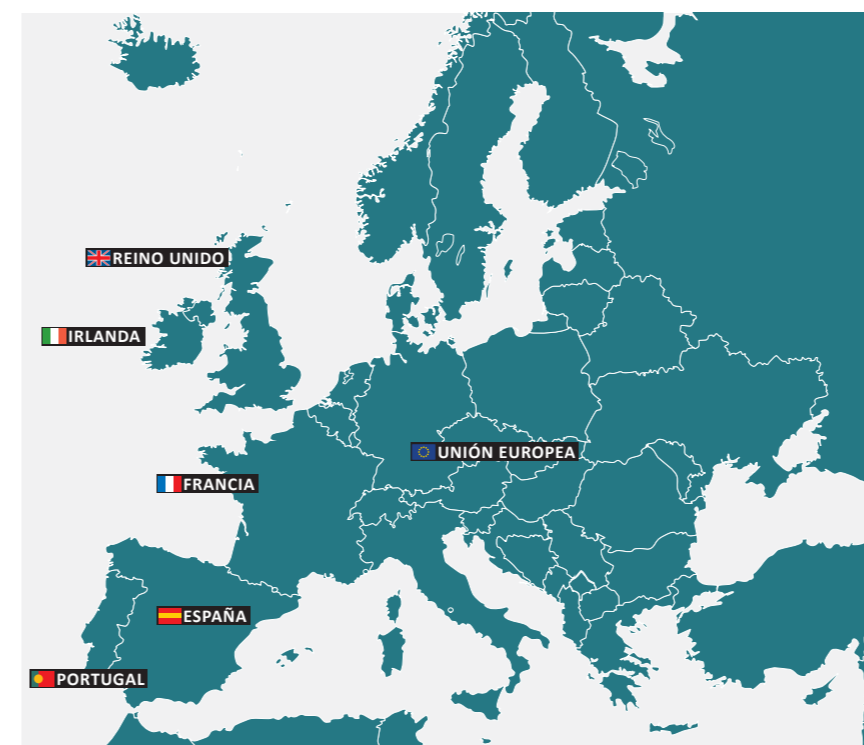 REINO UNIDO
IRLANDA
UNIÓN EUROPEA
FRANCIA
ESPAÑA
PORTUGAL